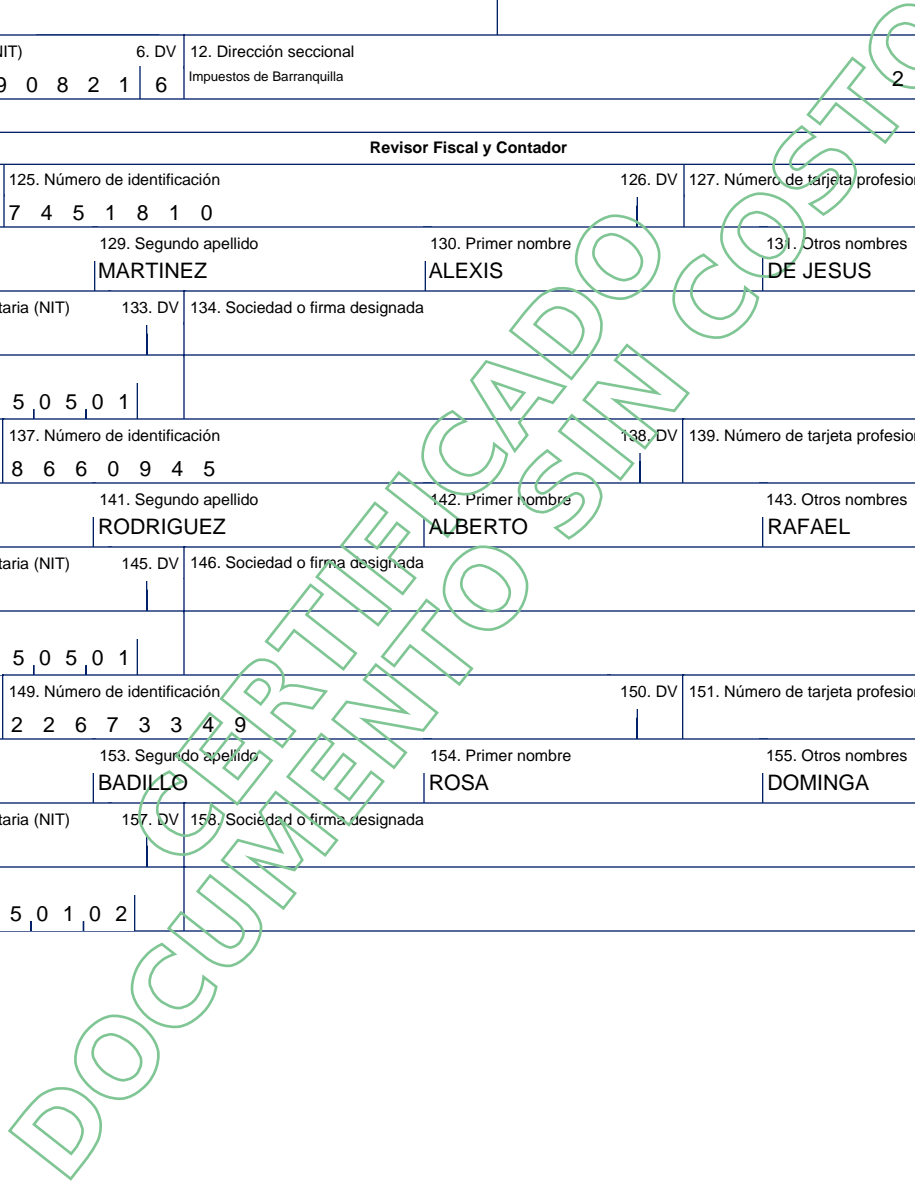 NIT) 6. DV 12. Dirección seccional
9 0 8 2 1 6 Impuestos de Barranquilla 2
Revisor Fiscal y Contador
125. Número de identificación 126. DV 127. Número de tarjeta profesion
7 4 5 1 8 1 0
129. Segundo apellido 130. Primer nombre 131. Otros nombres
MARTINEZ ALEXIS DE JESUS
taria (NIT) 133. DV 134. Sociedad o firma designada
5 0 5 0 1
137. Número de identificación 138. DV 139. Número de tarjeta profesion
8 6 6 0 9 4 5
141. Segundo apellido 142. Primer nombre 143. Otros nombres
RODRIGUEZ ALBERTO RAFAEL
taria (NIT) 145. DV 146. Sociedad o firma designada
5 0 5 0 1
149. Número de identificación 150. DV 151. Número de tarjeta profesion
2 2 6 7 3 3 4 9
153. Segundo apellido 154. Primer nombre 155. Otros nombres
BADILLO ROSA DOMINGA
taria (NIT) 157. DV 158. Sociedad o firma designada
5 0 1 0 2
CERTIFICADO
DOCUMENTO SIN COSTO